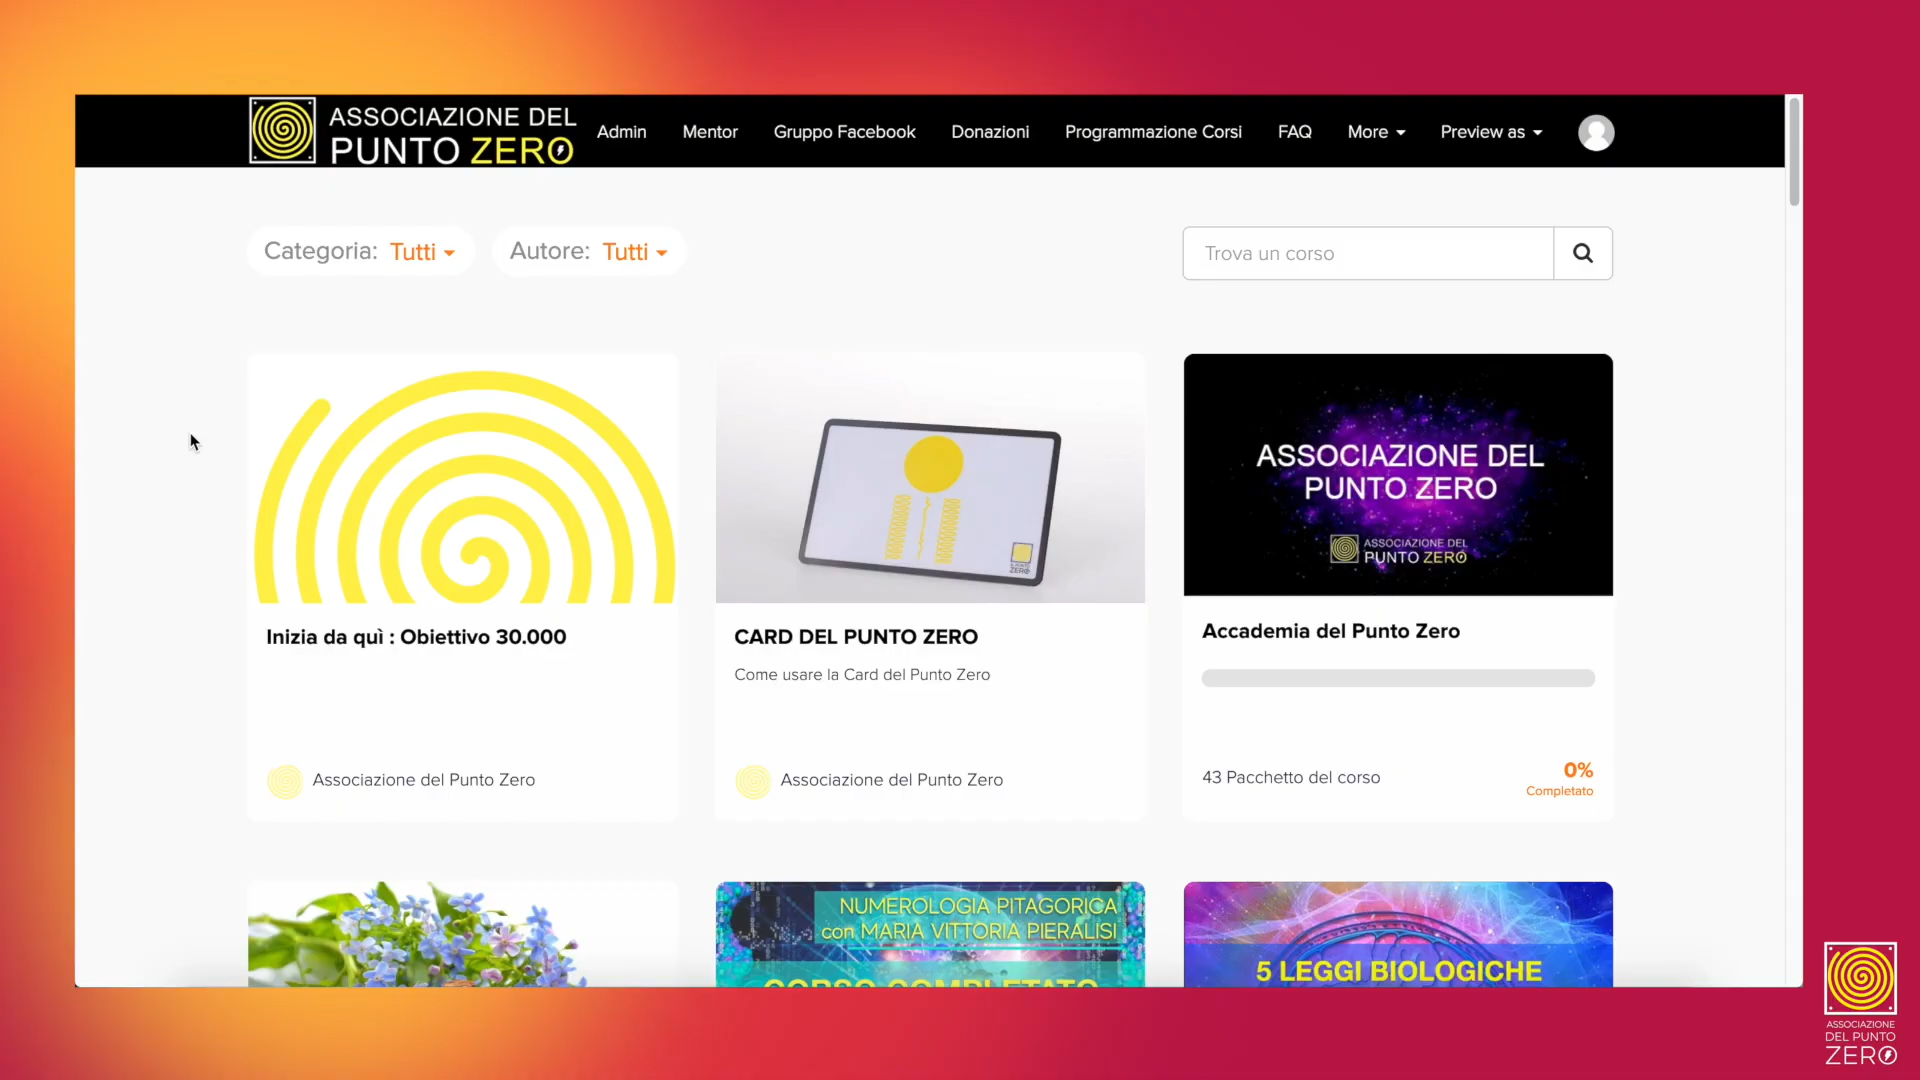 ASSOCIAZIONE DEL
PUNTO ZERO
Admin
Mentor
Gruppo Facebook
Donazioni
Programmazione Corsi
FAQ
More
Preview as
Categoria: Tutti
Autore: Tutti
Trova un corso
ASSOCIAZIONE DEL
PUNTO ZERO
ASSOCIAZIONE DEL
PUNTO ZERO
ZERO
Inizia da quì : Obiettivo 30.000
CARD DEL PUNTO ZERO
Accademia del Punto Zero
Come usare la Card del Punto Zero
Associazione del Punto Zero
Associazione del Punto Zero
43 Pacchetto del corso
0%
Completato
NUMEROLOGIA PITAGORICA
con MARIA VITTORIA PIERALISI
CORSO COMPLETATO
5 LEGGI BIOLOGICHE
ASSOCIAZIONE
DEL PUNTO
ZERO